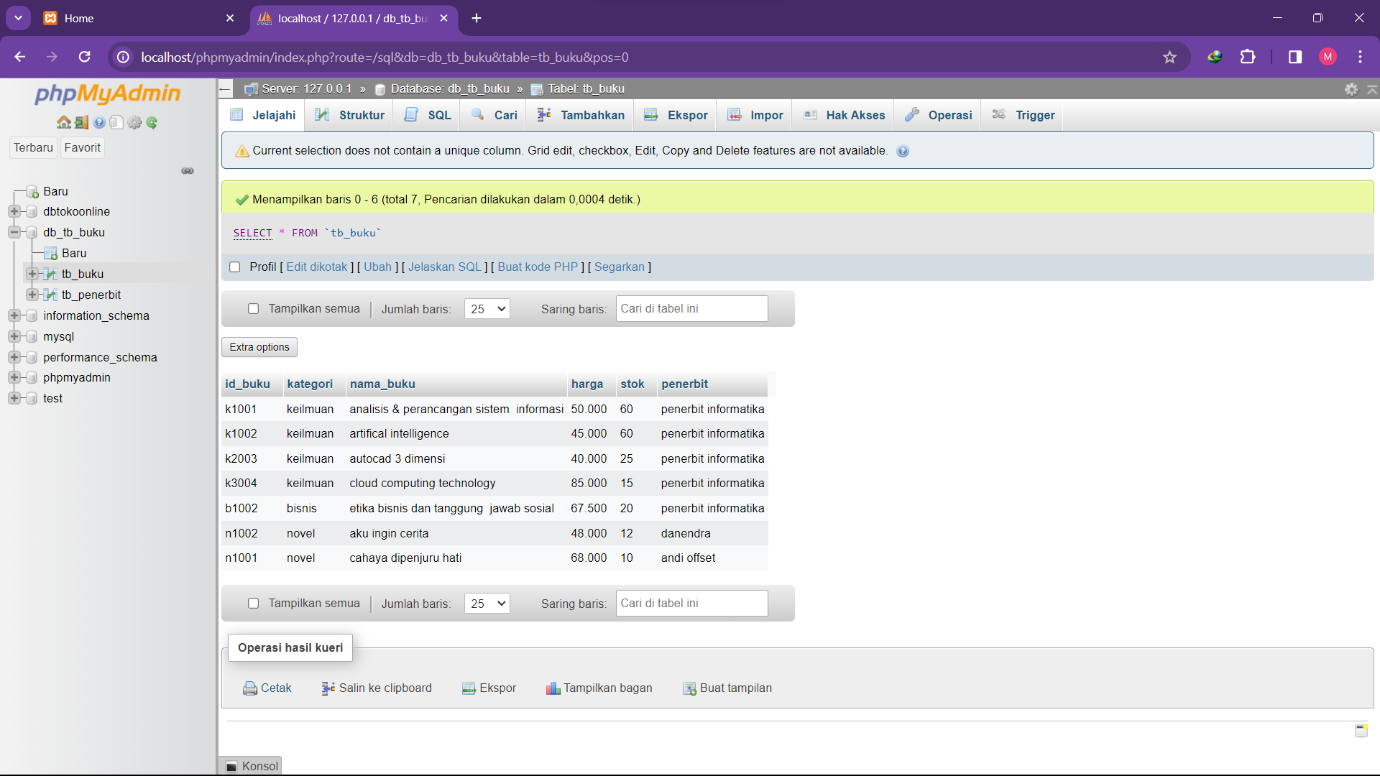 Home
localhost / 127.0.0.1 / db_tb_bu
localhost/phpmyadmin/index.php?route=/sql&db=db_tb_buku&table=tb_buku&pos=0
M
phpMyAdmin
Terbaru Favorit
Baru
dbtokoonline
db_tb_buku
Baru
tb_buku
tb_penerbit
information_schema
mysql
performance_schema
phpmyadmin
test
Server: 127.0.0.1 » Database: db_tb_buku » Tabel: tb_buku
Jelajahi Struktur SQL Cari Tambahkan Ekspor Impor Hak Akses Operasi Trigger
Current selection does not contain a unique column. Grid edit, checkbox, Edit, Copy and Delete features are not available.
Menampilkan baris 0 - 6 (total 7, Pencarian dilakukan dalam 0,0004 detik.)
SELECT * FROM `tb_buku`
Profil [ Edit dikotak ] [ Ubah ] [ Jelaskan SQL ] [ Buat kode PHP ] [ Segarkan ]
Tampilkan semua | Jumlah baris: 25 Saring baris: Cari di tabel ini
Extra options
id_buku kategori nama_buku harga stok penerbit
k1001 keilmuan analisis & perancangan sistem informasi 50.000 60 penerbit informatika
k1002 keilmuan artifical intelligence 45.000 60 penerbit informatika
k2003 keilmuan autocad 3 dimensi 40.000 25 penerbit informatika
k3004 keilmuan cloud computing technology 85.000 15 penerbit informatika
b1002 bisnis etika bisnis dan tanggung jawab sosial 67.500 20 penerbit informatika
n1002 novel aku ingin cerita 48.000 12 danendra
n1001 novel cahaya dipenjuru hati 68.000 10 andi offset
Tampilkan semua | Jumlah baris: 25 Saring baris: Cari di tabel ini
Operasi hasil kueri
Cetak Salin ke clipboard Ekspor Tampilkan bagan Buat tampilan
Konsol